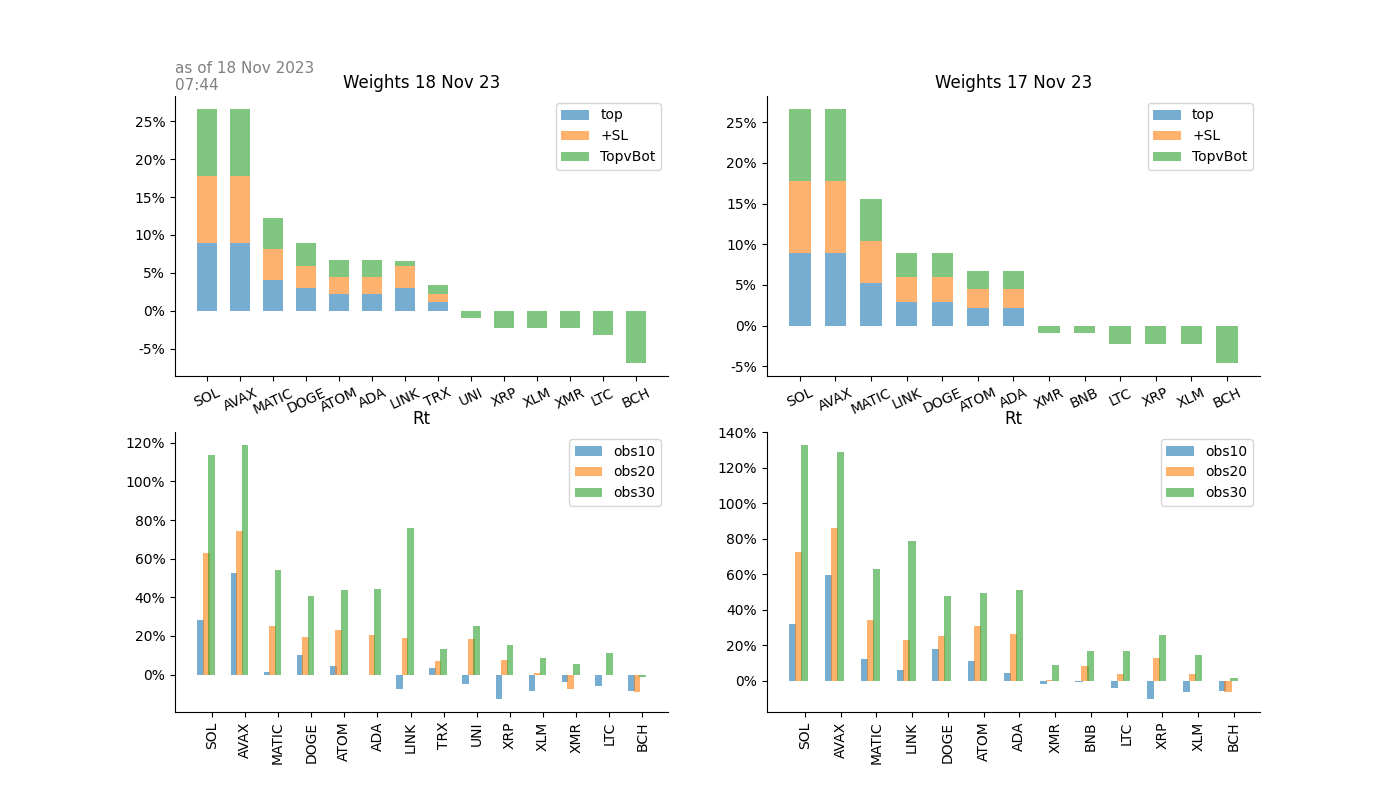 as of 18 Nov 2023
07:44
Weights 18 Nov 23
25%
20%
15%
10%
5%
0%
-5%
top
+SL
TopvBot
SOL AVAX MATIC DOGE ATOM ADA LINK TRX UNI XRP XLM XMR LTC BCH
Weights 17 Nov 23
25%
20%
15%
10%
5%
0%
-5%
top
+SL
TopvBot
SOL AVAX MATIC LINK DOGE ATOM ADA XMR BNB LTC XRP XLM BCH
Rt
120%
100%
80%
60%
40%
20%
0%
obs10
obs20
obs30
SOL AVAX MATIC DOGE ATOM ADA LINK TRX UNI XRP XLM XMR LTC BCH
Rt
140%
120%
100%
80%
60%
40%
20%
0%
obs10
obs20
obs30
SOL AVAX MATIC LINK DOGE ATOM ADA XMR BNB LTC XRP XLM BCH